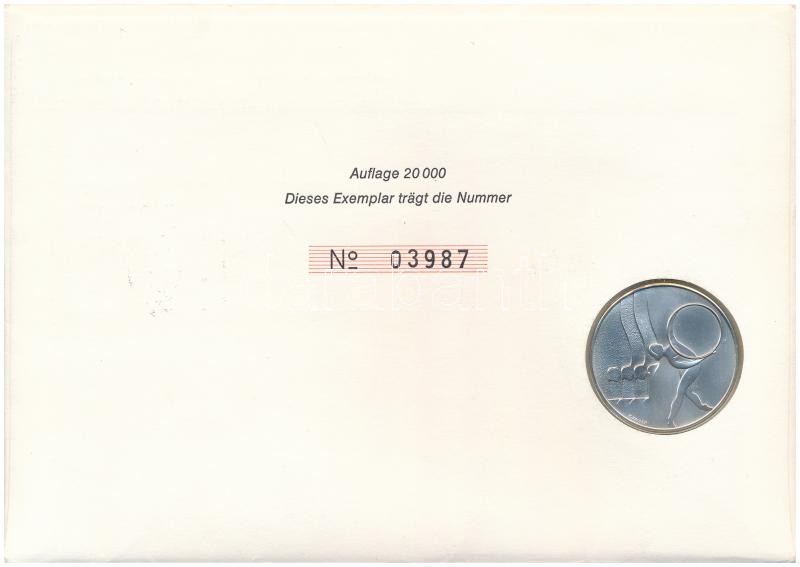 Auflage 20 000
Dieses Exemplar trägt die Nummer
Nº 03987